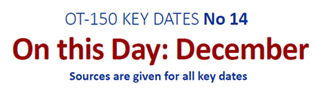 OT-150 KEY DATES No 14
On this Day: December
Sources are given for all key dates